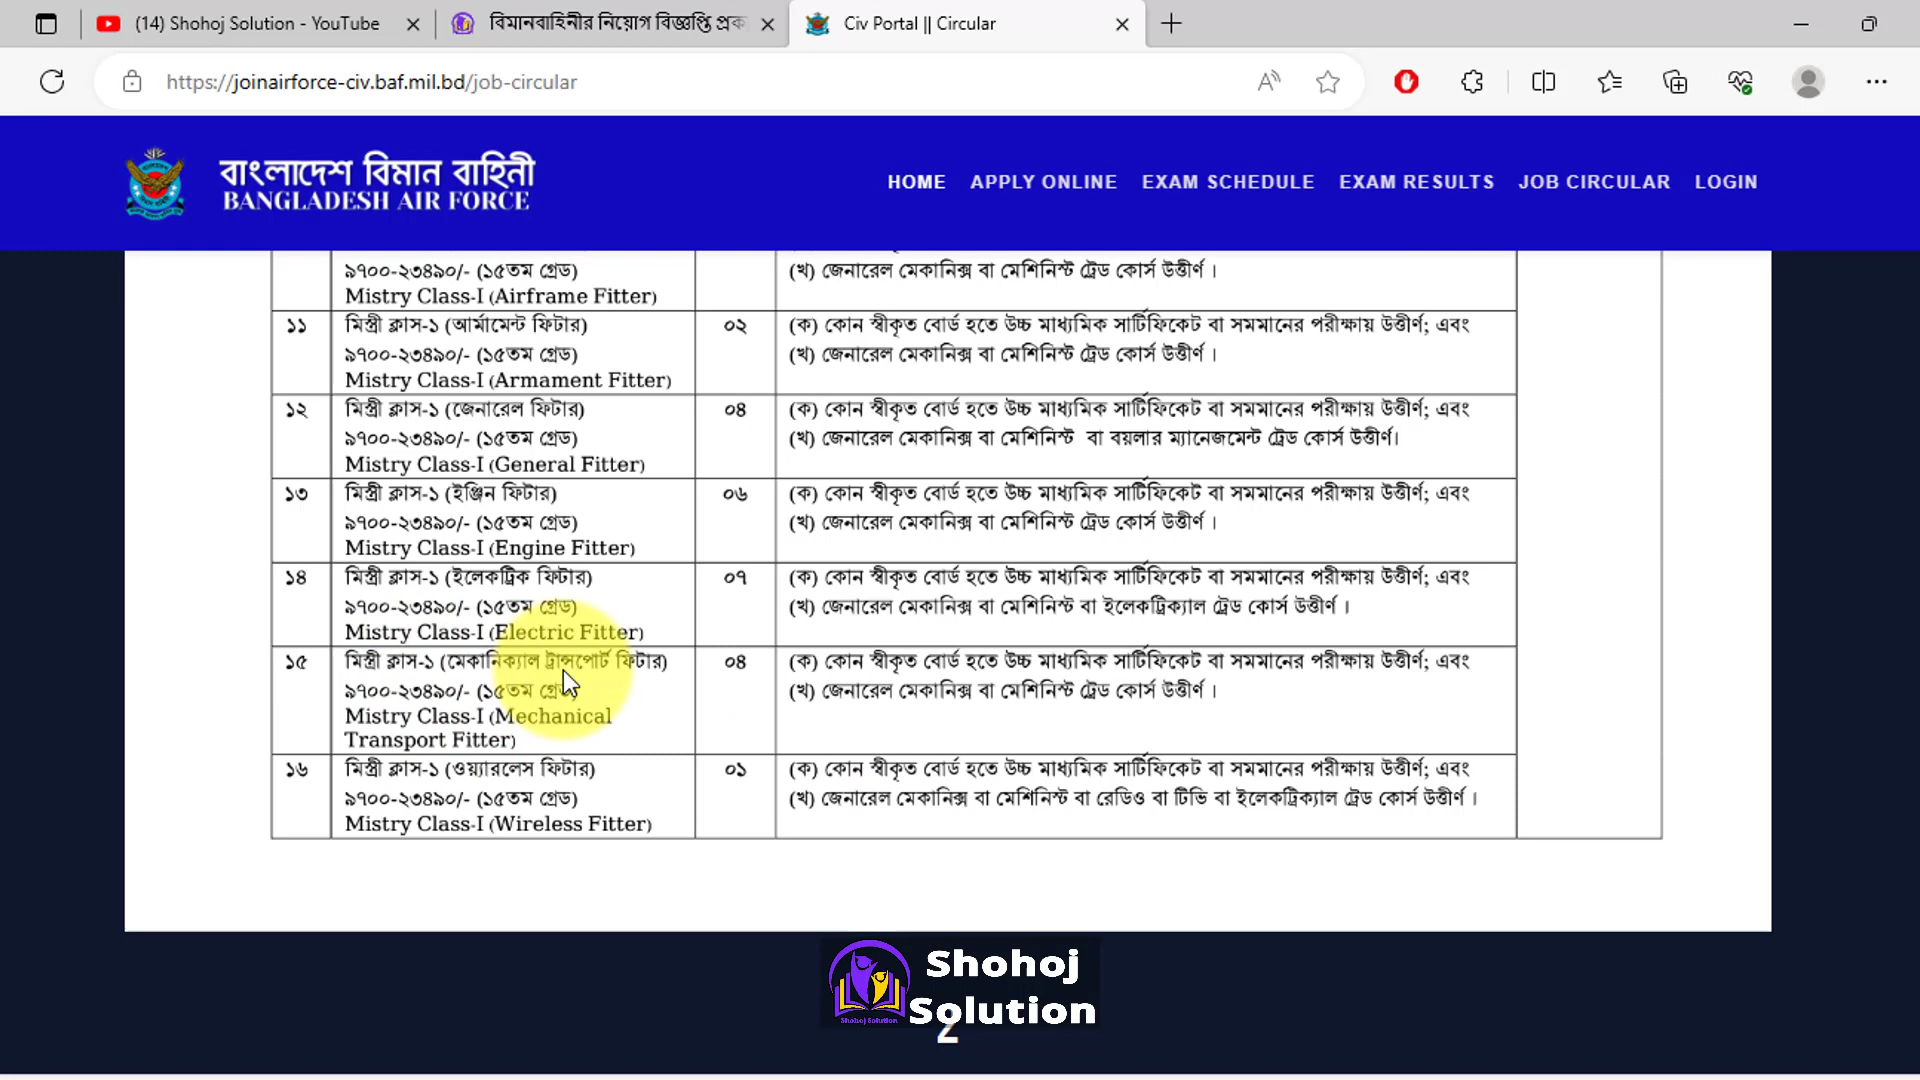 (14) Shohoj Solution - YouTube
বিমানবাহিনীর নিয়োগ বিজ্ঞপ্তি প্রক
Civ Portal || Circular
https://joinairforce-civ.baf.mil.bd/job-circular
বাংলাদেশ বিমান বাহিনী
BANGLADESH AIR FORCE
HOME APPLY ONLINE EXAM SCHEDULE EXAM RESULTS JOB CIRCULAR LOGIN
৯৭০০-২৩৪৯০/- (১৫তম গ্রেড)
(খ) জেনারেল মেকানিক্স বা মেশিনিস্ট ট্রেড কোর্স উত্তীর্ণ।
Mistry Class-I (Airframe Fitter)
১১ মিস্ত্রী ক্লাস-১ (আর্মামেন্ট ফিটার) ০২ (ক) কোন স্বীকৃত বোর্ড হতে উচ্চ মাধ্যমিক সার্টিফিকেট বা সমমানের পরীক্ষায় উত্তীর্ণ; এবং
৯৭০০-২৩৪৯০/- (১৫তম গ্রেড) (খ) জেনারেল মেকানিক্স বা মেশিনিস্ট ট্রেড কোর্স উত্তীর্ণ।
Mistry Class-I (Armament Fitter)
১২ মিস্ত্রী ক্লাস-১ (জেনারেল ফিটার) ০৪ (ক) কোন স্বীকৃত বোর্ড হতে উচ্চ মাধ্যমিক সার্টিফিকেট বা সমমানের পরীক্ষায় উত্তীর্ণ; এবং
৯৭০০-২৩৪৯০/- (১৫তম গ্রেড) (খ) জেনারেল মেকানিক্স বা মেশিনিস্ট বা বয়লার ম্যানেজমেন্ট ট্রেড কোর্স উত্তীর্ণ।
Mistry Class-I (General Fitter)
১৩ মিস্ত্রী ক্লাস-১ (ইঞ্জিন ফিটার) ০৬ (ক) কোন স্বীকৃত বোর্ড হতে উচ্চ মাধ্যমিক সার্টিফিকেট বা সমমানের পরীক্ষায় উত্তীর্ণ; এবং
৯৭০০-২৩৪৯০/- (১৫তম গ্রেড) (খ) জেনারেল মেকানিক্স বা মেশিনিস্ট ট্রেড কোর্স উত্তীর্ণ।
Mistry Class-I (Engine Fitter)
১৪ মিস্ত্রী ক্লাস-১ (ইলেকট্রিক ফিটার) ০৭ (ক) কোন স্বীকৃত বোর্ড হতে উচ্চ মাধ্যমিক সার্টিফিকেট বা সমমানের পরীক্ষায় উত্তীর্ণ; এবং
৯৭০০-২৩৪৯০/- (১৫তম গ্রেড) (খ) জেনারেল মেকানিক্স বা মেশিনিস্ট বা ইলেকট্রিক্যাল ট্রেড কোর্স উত্তীর্ণ।
Mistry Class-I (Electric Fitter)
১৫ মিস্ত্রী ক্লাস-১ (মেকানিক্যাল ট্রান্সপোর্ট ফিটার) ০৪ (ক) কোন স্বীকৃত বোর্ড হতে উচ্চ মাধ্যমিক সার্টিফিকেট বা সমমানের পরীক্ষায় উত্তীর্ণ; এবং
৯৭০০-২৩৪৯০/- (১৫তম গ্রেড) (খ) জেনারেল মেকানিক্স বা মেশিনিস্ট ট্রেড কোর্স উত্তীর্ণ।
Mistry Class-I (Mechanical
Transport Fitter)
১৬ মিস্ত্রী ক্লাস-১ (ওয়্যারলেস ফিটার) ০১ (ক) কোন স্বীকৃত বোর্ড হতে উচ্চ মাধ্যমিক সার্টিফিকেট বা সমমানের পরীক্ষায় উত্তীর্ণ; এবং
৯৭০০-২৩৪৯০/- (১৫তম গ্রেড) (খ) জেনারেল মেকানিক্স বা মেশিনিস্ট বা রেডিও বা টিভি বা ইলেকট্রিক্যাল ট্রেড কোর্স উত্তীর্ণ।
Mistry Class-I (Wireless Fitter)
Shohoj
Solution
Shohoj Solution